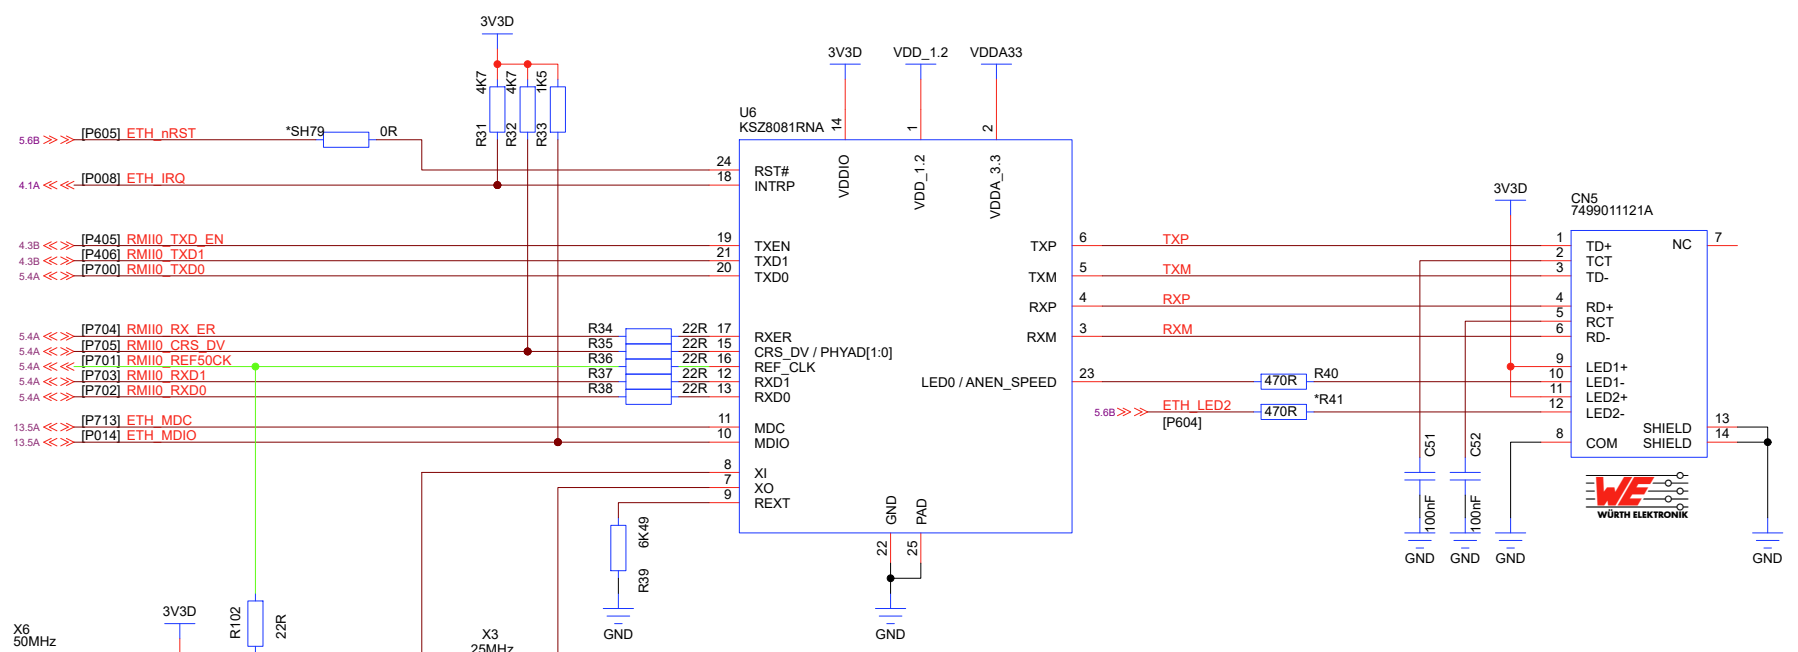 3V3D
4K7
4K7
1K5
R31
R32
R33
3V3D
VDD_1.2
VDDA33
U6
KSZ8081RNA
14
1
2
VDDIO
VDD_1.2
VDDA_3.3
5.6B [P605] ETH_nRST
*SH79 0R
24 RST#
4.1A [P008] ETH_IRQ
18 INTRP
4.3B [P405] RMII0_TXD_EN
19 TXEN
4.3B [P406] RMII0_TXD1
21 TXD1
5.4A [P700] RMII0_TXD0
20 TXD0
5.4A [P704] RMII0_RX_ER
R34 22R 17 RXER
5.4A [P705] RMII0_CRS_DV
R35 22R 15 CRS_DV / PHYAD[1:0]
5.4A [P701] RMII0_REF50CK
R36 22R 16 REF_CLK
5.4A [P703] RMII0_RXD1
R37 22R 12 RXD1
5.4A [P702] RMII0_RXD0
R38 22R 13 RXD0
13.5A [P713] ETH_MDC
11 MDC
13.5A [P014] ETH_MDIO
10 MDIO
8 XI
7 XO
9 REXT
6K49
R39
GND
GND
PAD
22
25
GND
TXP 6 TXP
TXM 5 TXM
RXP 4 RXP
RXM 3 RXM
LED0 / ANEN_SPEED 23
470R R40
5.6B ETH_LED2
[P604]
470R *R41
3V3D
CN5
7499011121A
1 TD+
2 TCT
3 TD-
4 RD+
5 RCT
6 RD-
9 LED1+
10 LED1-
11 LED2+
12 LED2-
8 COM
NC 7
SHIELD 13
SHIELD 14
C51
100nF
C52
100nF
GND
GND
GND
GND
WE
WÜRTH ELEKTRONIK
X6
50MHz
3V3D
R102
22R
X3
25MHz